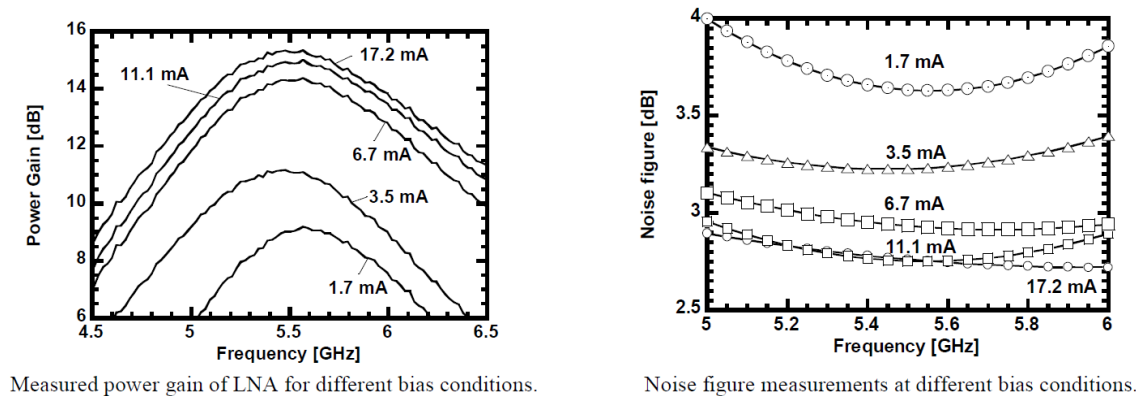 16
14
12
10
8
6
4.5
5
5.5
6
6.5
Power Gain [dB]
Frequency [GHz]
17.2 mA
11.1 mA
6.7 mA
3.5 mA
1.7 mA
Measured power gain of LNA for different bias conditions.
4
3.5
3
2.5
5
5.2
5.4
5.6
5.8
6
Noise figure
Frequency [GHz]
1.7 mA
3.5 mA
6.7 mA
11.1 mA
17.2 mA
Noise figure measurements at different bias conditions.